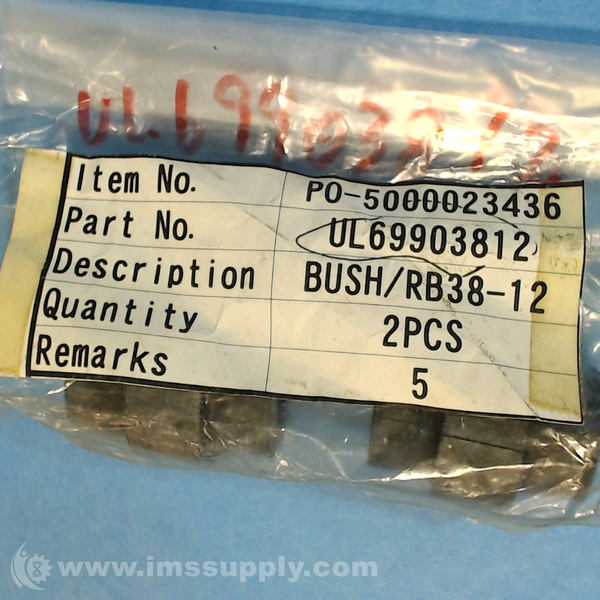 UL69903812
Item No. PO-5000023436
Part No. UL69903812
Description BUSH/RB38-12
Quantity 2PCS
Remarks 5
www.imssupply.com